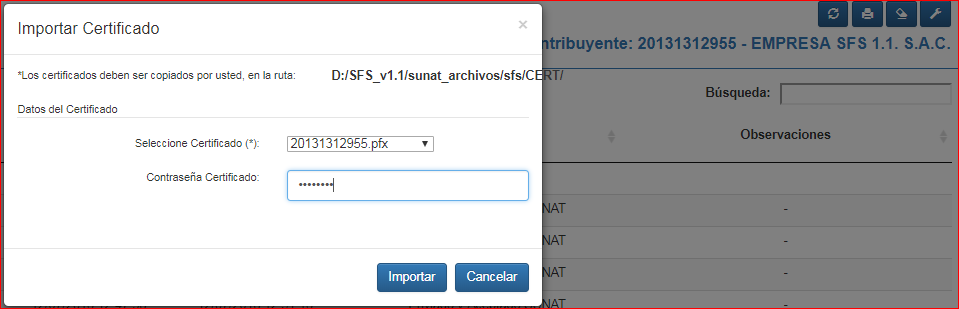 Importar Certificado
×
ntribuyente: 20131312955 - EMPRESA SFS 1.1. S.A.C.
*Los certificados deben ser copiados por usted, en la ruta: D:/SFS_v1.1/sunat_archivos/sfs/CERT/
Búsqueda:
Datos del Certificado
Observaciones
Seleccione Certificado (*): 20131312955.pfx
Contraseña Certificado: ••••••••
NAT -
NAT -
NAT -
Importar Cancelar
NAT -